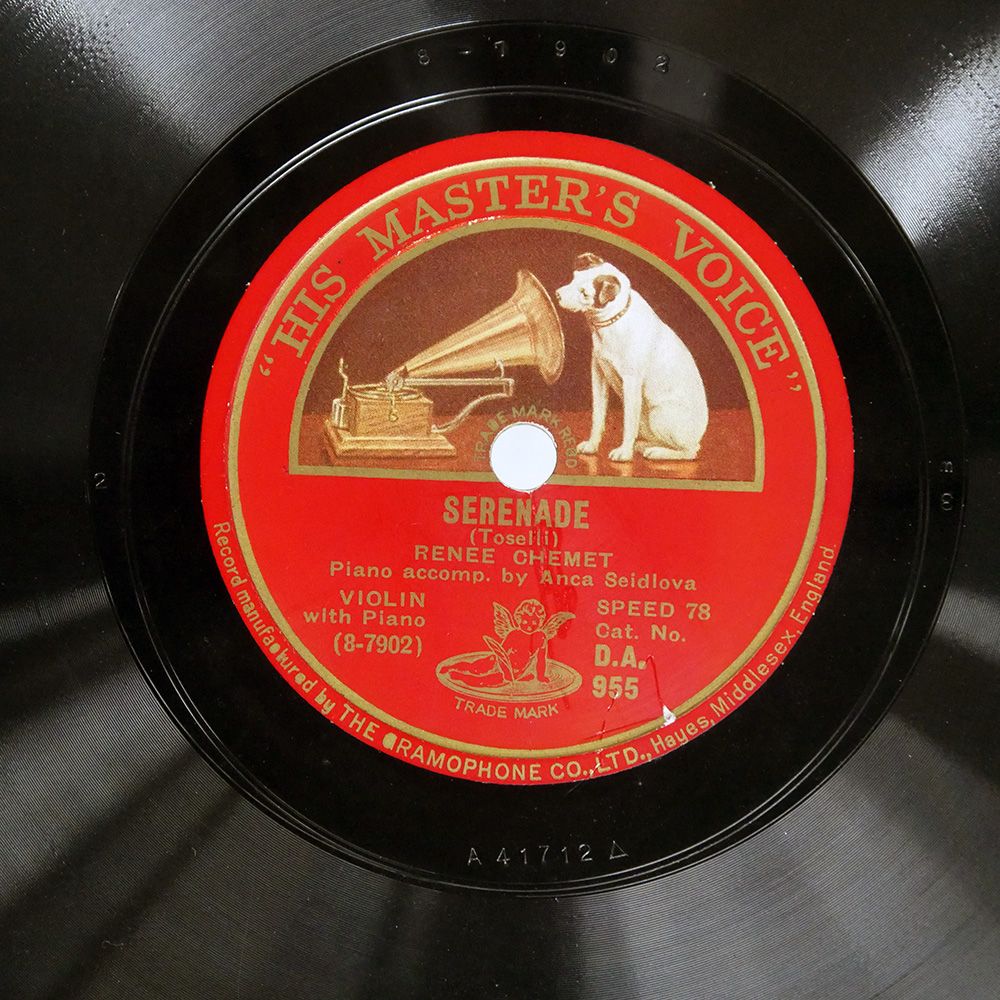 8-7902
"HIS MASTER'S VOICE"
TRADE MARK REGD
SERENADE
(Toselli)
RENEE CHEMET
Piano accomp. by Anca Seidlova
VIOLIN
with Piano
(8-7902)
SPEED 78
Cat. No.
D.A.
955
TRADE MARK
Record manufactured by THE GRAMOPHONE CO., LTD., Hayes, Middlesex, England.
2
A 41712 △